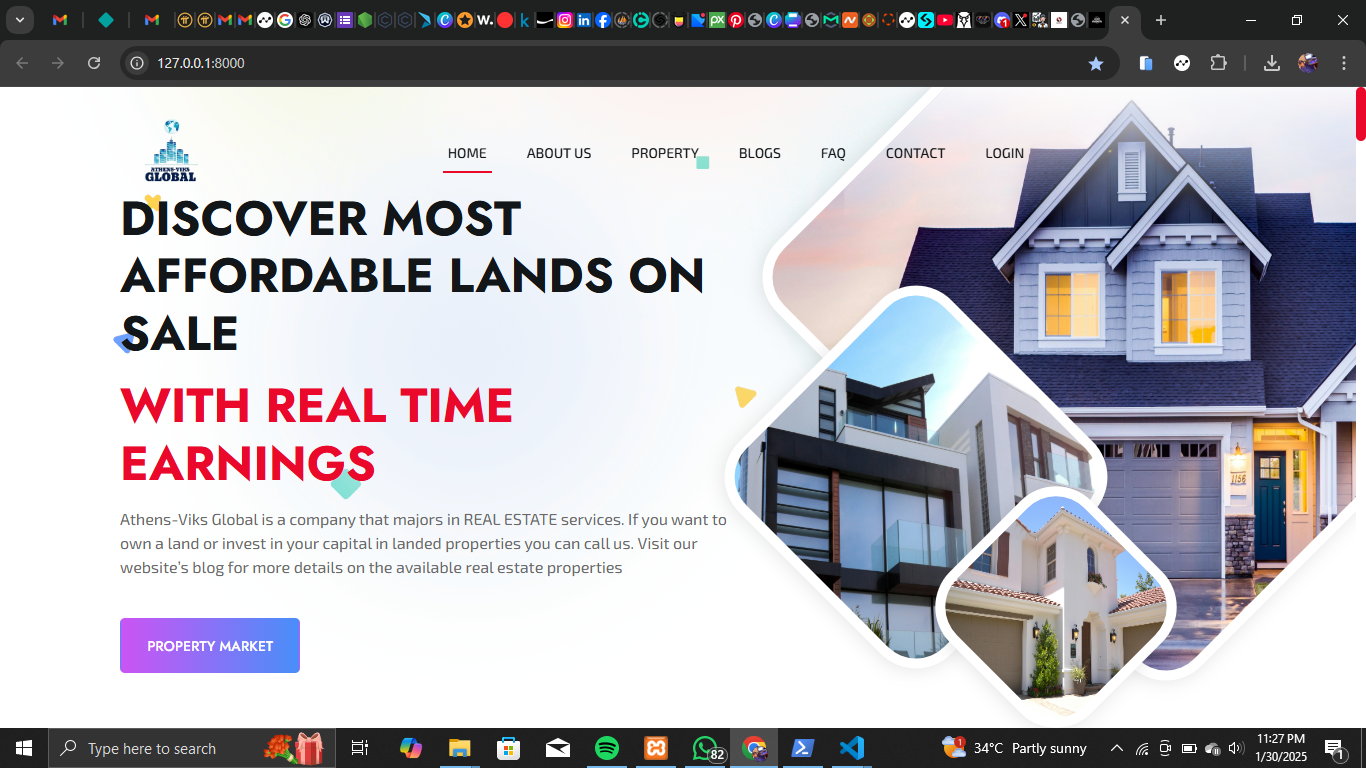 127.0.0.1:8000
ATHENS-VIKS
GLOBAL
HOME
ABOUT US
PROPERTY
BLOGS
FAQ
CONTACT
LOGIN
DISCOVER MOST
AFFORDABLE LANDS ON
SALE
WITH REAL TIME
EARNINGS
Athens-Viks Global is a company that majors in REAL ESTATE services. If you want to
own a land or invest in your capital in landed properties you can call us. Visit our
website's blog for more details on the available real estate properties
PROPERTY MARKET
1156
Type here to search
82
1
34°C Partly sunny
11:27 PM
1/30/2025
1